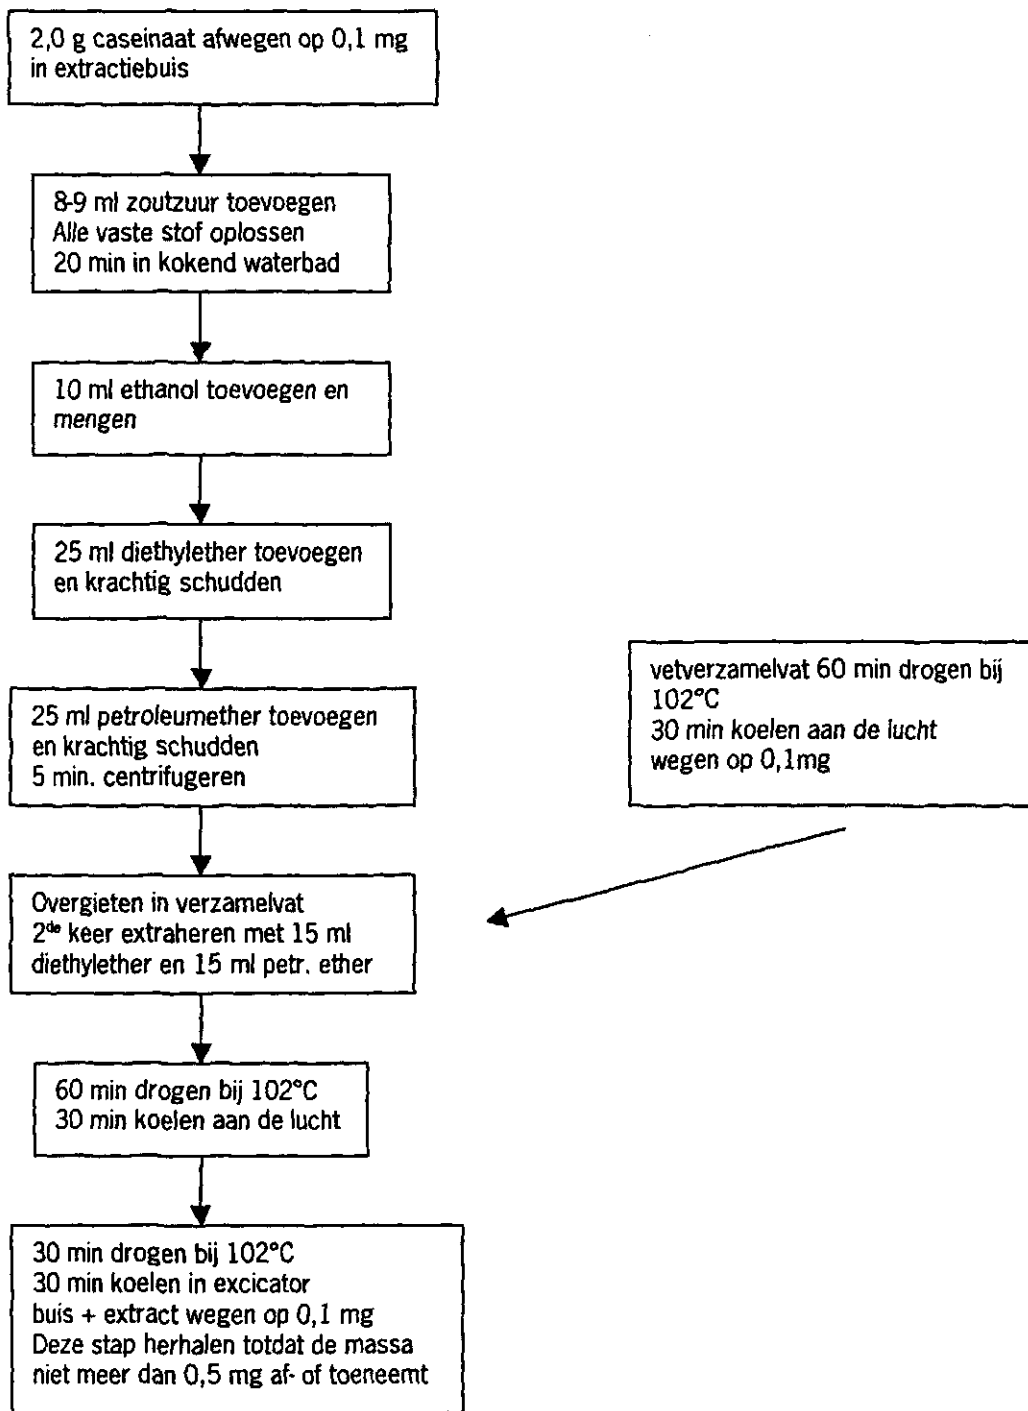 2,0 g caseinaat afwegen op 0,1 mg
in extractiebuis
8-9 ml zoutzuur toevoegen
Alle vaste stof oplossen
20 min in kokend waterbad
10 ml ethanol toevoegen en
mengen
25 ml diethylether toevoegen
en krachtig schudden
25 ml petroleumether toevoegen
en krachtig schudden
5 min. centrifugeren
vetverzamelvat 60 min drogen bij
102°C
30 min koelen aan de lucht
wegen op 0,1mg
Overgieten in verzamelvat
2de keer extraheren met 15 ml
diethylether en 15 ml petr. ether
60 min drogen bij 102°C
30 min koelen aan de lucht
30 min drogen bij 102°C
30 min koelen in excicator
buis + extract wegen op 0,1 mg
Deze stap herhalen totdat de massa
niet meer dan 0,5 mg af- of toeneemt